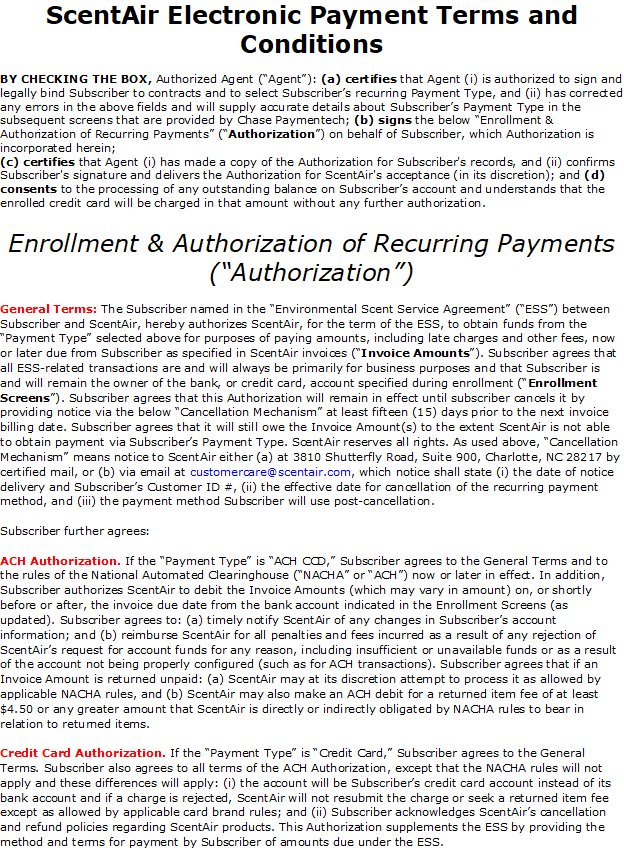 ScentAir Electronic Payment Terms and
Conditions
BY CHECKING THE BOX, Authorized Agent (“Agent”): (a) certifies that Agent (i) is authorized to sign and
legally bind Subscriber to contracts and to select Subscriber’s recurring Payment Type, and (ii) has corrected
any errors in the above fields and will supply accurate details about Subscriber’s Payment Type in the
subsequent screens that are provided by Chase Paymentech; (b) signs the below “Enrollment &
Authorization of Recurring Payments” (“Authorization”) on behalf of Subscriber, which Authorization is
incorporated herein;
(c) certifies that Agent (i) has made a copy of the Authorization for Subscriber's records, and (ii) confirms
Subscriber's signature and delivers the Authorization for ScentAir's acceptance (in its discretion); and (d)
consents to the processing of any outstanding balance on Subscriber’s account and understands that the
enrolled credit card will be charged in that amount without any further authorization.
Enrollment & Authorization of Recurring Payments
(“Authorization”)
General Terms: The Subscriber named in the “Environmental Scent Service Agreement” (“ESS”) between
Subscriber and ScentAir, hereby authorizes ScentAir, for the term of the ESS, to obtain funds from the
“Payment Type” selected above for purposes of paying amounts, including late charges and other fees, now
or later due from Subscriber as specified in ScentAir invoices (“Invoice Amounts”). Subscriber agrees that
all ESS-related transactions are and will always be primarily for business purposes and that Subscriber is
and will remain the owner of the bank, or credit card, account specified during enrollment (“Enrollment
Screens”). Subscriber agrees that this Authorization will remain in effect until subscriber cancels it by
providing notice via the below “Cancellation Mechanism” at least fifteen (15) days prior to the next invoice
billing date. Subscriber agrees that it will still owe the Invoice Amount(s) to the extent ScentAir is not able
to obtain payment via Subscriber’s Payment Type. ScentAir reserves all rights. As used above, “Cancellation
Mechanism” means notice to ScentAir either (a) at 3810 Shutterfly Road, Suite 900, Charlotte, NC 28217 by
certified mail, or (b) via email at customercare@scentair.com, which notice shall state (i) the date of notice
delivery and Subscriber’s Customer ID #, (ii) the effective date for cancellation of the recurring payment
method, and (iii) the payment method Subscriber will use post-cancellation.
Subscriber further agrees:
ACH Authorization. If the “Payment Type” is “ACH CCD,” Subscriber agrees to the General Terms and to
the rules of the National Automated Clearinghouse (“NACHA” or “ACH”) now or later in effect. In addition,
Subscriber authorizes ScentAir to debit the Invoice Amounts (which may vary in amount) on, or shortly
before or after, the invoice due date from the bank account indicated in the Enrollment Screens (as
updated). Subscriber agrees to: (a) timely notify ScentAir of any changes in Subscriber’s account
information; and (b) reimburse ScentAir for all penalties and fees incurred as a result of any rejection of
ScentAir’s request for account funds for any reason, including insufficient or unavailable funds or as a result
of the account not being properly configured (such as for ACH transactions). Subscriber agrees that if an
Invoice Amount is returned unpaid: (a) ScentAir may at its discretion attempt to process it as allowed by
applicable NACHA rules, and (b) ScentAir may also make an ACH debit for a returned item fee of at least
$4.50 or any greater amount that ScentAir is directly or indirectly obligated by NACHA rules to bear in
relation to returned items.
Credit Card Authorization. If the “Payment Type” is “Credit Card,” Subscriber agrees to the General
Terms. Subscriber also agrees to all terms of the ACH Authorization, except that the NACHA rules will not
apply and these differences will apply: (i) the account will be Subscriber’s credit card account instead of its
bank account and if a charge is rejected, ScentAir will not resubmit the charge or seek a returned item fee
except as allowed by applicable card brand rules; and (ii) Subscriber acknowledges ScentAir’s cancellation
and refund policies regarding ScentAir products. This Authorization supplements the ESS by providing the
method and terms for payment by Subscriber of amounts due under the ESS.